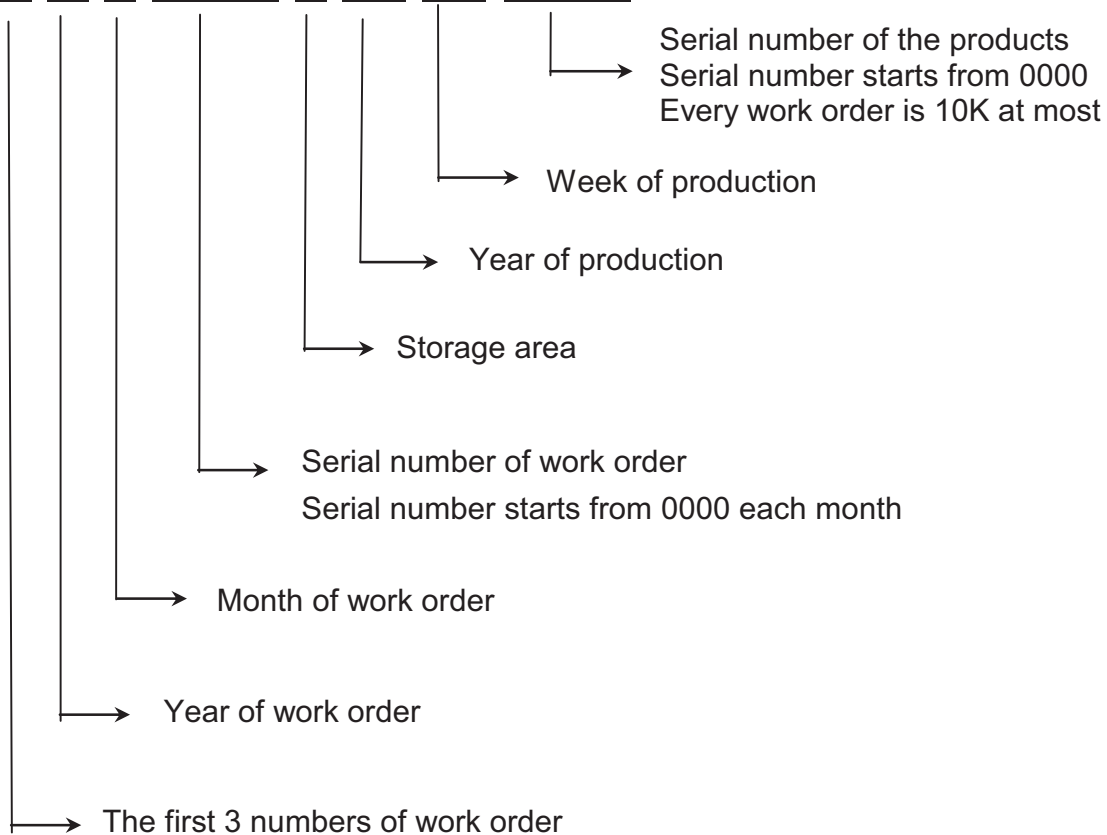 Serial number of the products
Serial number starts from 0000
Every work order is 10K at most
Week of production
Year of production
Storage area
Serial number of work order
Serial number starts from 0000 each month
Month of work order
Year of work order
The first 3 numbers of work order